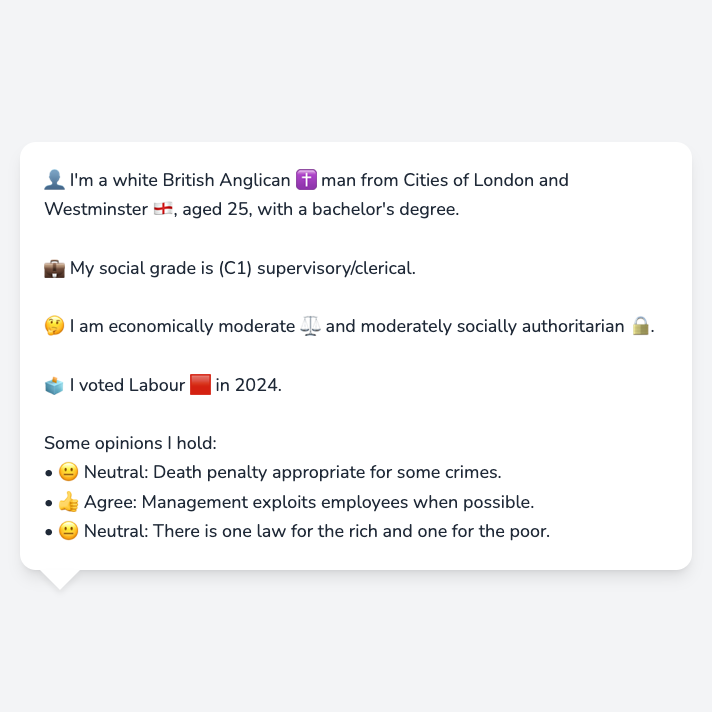 👤 I'm a white British Anglican ✝️ man from Cities of London and
Westminster 🏴󠁧󠁢󠁥󠁮󠁧󠁿, aged 25, with a bachelor's degree.
💼 My social grade is (C1) supervisory/clerical.
🤔 I am economically moderate ⚖️ and moderately socially authoritarian 🔒.
🗳️ I voted Labour 🟥 in 2024.
Some opinions I hold:
• 😐 Neutral: Death penalty appropriate for some crimes.
• 👍 Agree: Management exploits employees when possible.
• 😐 Neutral: There is one law for the rich and one for the poor.